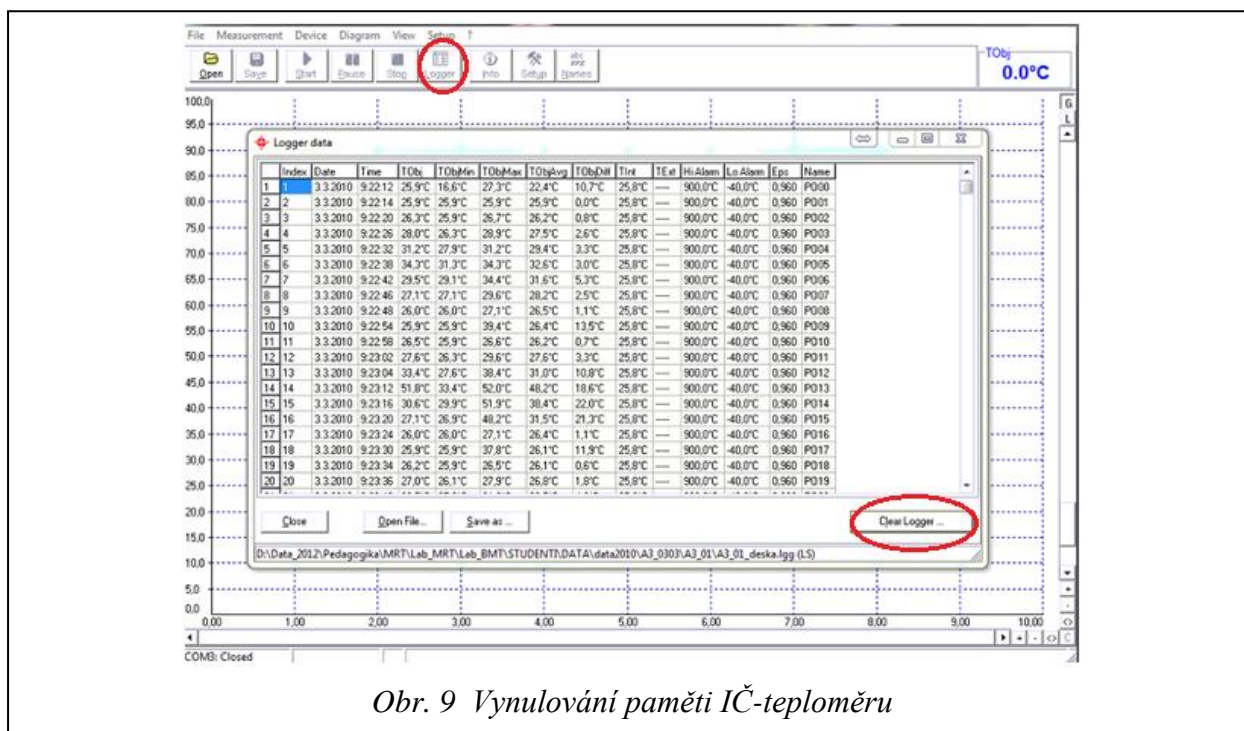 File Measurement Device Diagram View Setup ?
Open Save Start Pause Stop Logger Info Setup Names
TObj
0.0°C
100,0
95,0
90,0
85,0
80,0
75,0
70,0
65,0
60,0
55,0
50,0
45,0
40,0
35,0
30,0
25,0
20,0
15,0
10,0
5,0
0.0
G
L
Logger data
Index Date Time TObj TObjMin TObjMax TObjAvg TObjDiff TInt TExt Hi Alarm Lo Alarm Eps Name
1 1 3.3.2010 9:22:12 25,9°C 16,6°C 27,3°C 22,4°C 10,7°C 25,8°C ---- 900,0°C -40,0°C 0,960 PO00
2 2 3.3.2010 9:22:14 25,9°C 25,9°C 25,9°C 25,9°C 0,0°C 25,8°C ---- 900,0°C -40,0°C 0,960 PO01
3 3 3.3.2010 9:22:20 26,3°C 25,9°C 26,7°C 26,2°C 0,8°C 25,8°C ---- 900,0°C -40,0°C 0,960 PO02
4 4 3.3.2010 9:22:26 28,0°C 26,3°C 28,9°C 27,5°C 2,6°C 25,8°C ---- 900,0°C -40,0°C 0,960 PO03
5 5 3.3.2010 9:22:32 31,2°C 27,9°C 31,2°C 29,4°C 3,3°C 25,8°C ---- 900,0°C -40,0°C 0,960 PO04
6 6 3.3.2010 9:22:38 34,3°C 31,3°C 34,3°C 32,6°C 3,0°C 25,8°C ---- 900,0°C -40,0°C 0,960 PO05
7 7 3.3.2010 9:22:42 29,5°C 29,1°C 34,4°C 31,6°C 5,3°C 25,8°C ---- 900,0°C -40,0°C 0,960 PO06
8 8 3.3.2010 9:22:46 27,1°C 27,1°C 29,6°C 28,2°C 2,5°C 25,8°C ---- 900,0°C -40,0°C 0,960 PO07
9 9 3.3.2010 9:22:48 26,0°C 26,0°C 27,1°C 26,5°C 1,1°C 25,8°C ---- 900,0°C -40,0°C 0,960 PO08
10 10 3.3.2010 9:22:54 25,9°C 25,9°C 39,4°C 26,4°C 13,5°C 25,8°C ---- 900,0°C -40,0°C 0,960 PO09
11 11 3.3.2010 9:22:58 26,5°C 25,9°C 26,6°C 26,2°C 0,7°C 25,8°C ---- 900,0°C -40,0°C 0,960 PO10
12 12 3.3.2010 9:23:02 27,6°C 26,3°C 29,6°C 27,6°C 3,3°C 25,8°C ---- 900,0°C -40,0°C 0,960 PO11
13 13 3.3.2010 9:23:04 33,4°C 27,6°C 38,4°C 31,0°C 10,8°C 25,8°C ---- 900,0°C -40,0°C 0,960 PO12
14 14 3.3.2010 9:23:12 51,8°C 33,4°C 52,0°C 48,2°C 18,6°C 25,8°C ---- 900,0°C -40,0°C 0,960 PO13
15 15 3.3.2010 9:23:16 30,6°C 29,9°C 51,9°C 38,4°C 22,0°C 25,8°C ---- 900,0°C -40,0°C 0,960 PO14
16 16 3.3.2010 9:23:20 27,1°C 26,9°C 48,2°C 31,5°C 21,3°C 25,8°C ---- 900,0°C -40,0°C 0,960 PO15
17 17 3.3.2010 9:23:24 26,0°C 26,0°C 27,1°C 26,4°C 1,1°C 25,8°C ---- 900,0°C -40,0°C 0,960 PO16
18 18 3.3.2010 9:23:30 25,9°C 25,9°C 37,8°C 26,1°C 11,9°C 25,8°C ---- 900,0°C -40,0°C 0,960 PO17
19 19 3.3.2010 9:23:34 26,2°C 25,9°C 26,5°C 26,1°C 0,6°C 25,8°C ---- 900,0°C -40,0°C 0,960 PO18
20 20 3.3.2010 9:23:36 27,0°C 26,1°C 27,9°C 26,8°C 1,8°C 25,8°C ---- 900,0°C -40,0°C 0,960 PO19
Close Open File... Save as ... Clear Logger ...
D:\Data_2012\Pedagogika\MRT\Lab_MRT\Lab_BMT\STUDENTI\DATA\data2010\A3_0303\A3_01\A3_01_deska.lgg (LS)
0,00 1,00 2,00 3,00 4,00 5,00 6,00 7,00 8,00 9,00 10,00
C
COM3: Closed
Obr. 9 Vynulování paměti IČ-teploměru